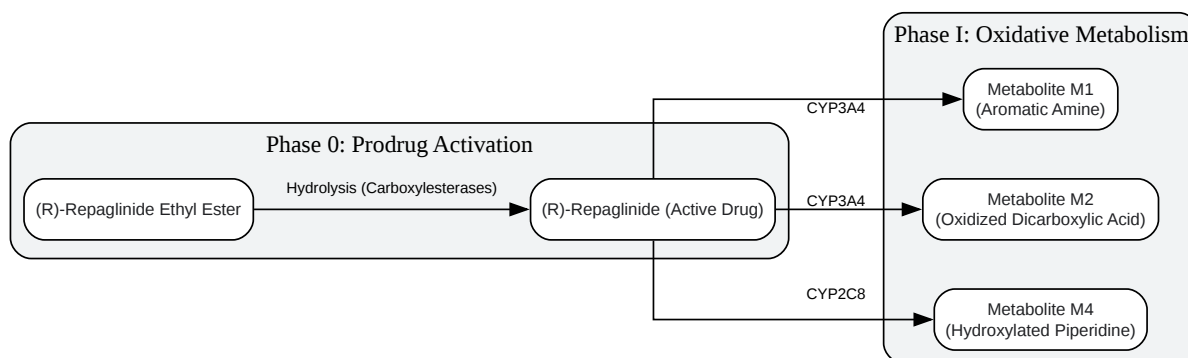 Phase I: Oxidative Metabolism
Metabolite M1
(Aromatic Amine)
CYP3A4
Phase 0: Prodrug Activation
Hydrolysis (Carboxylesterases)
(R)-Repaglinide Ethyl Ester
(R)-Repaglinide (Active Drug)
CYP3A4
Metabolite M2
(Oxidized Dicarboxylic Acid)
CYP2C8
Metabolite M4
(Hydroxylated Piperidine)